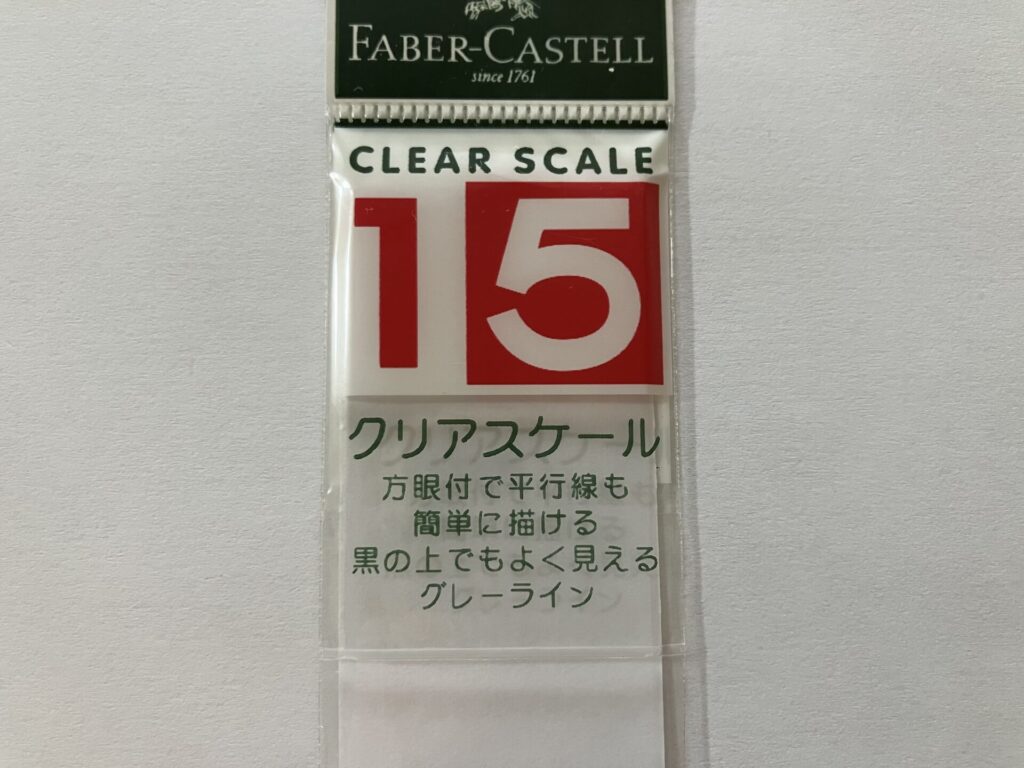 FABER-CASTELL
since 1761
CLEAR SCALE
15
クリアスケール
方眼付で平行線も
簡単に描ける
黒の上でもよく見える
グレーライン